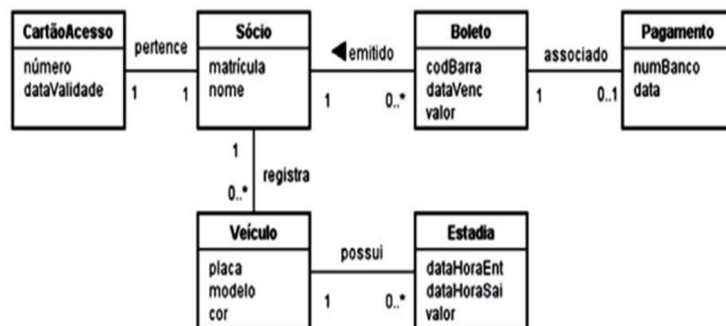 CartãoAcesso
número
dataValidade
pertence
1
1
Sócio
matrícula
nome
◀emitido
1
0..*
Boleto
codBarra
dataVenc
valor
associado
1
0..1
Pagamento
numBanco
data
1
registra
0..*
Veículo
placa
modelo
cor
possui
1
0..*
Estadia
dataHoraEnt
dataHoraSai
valor